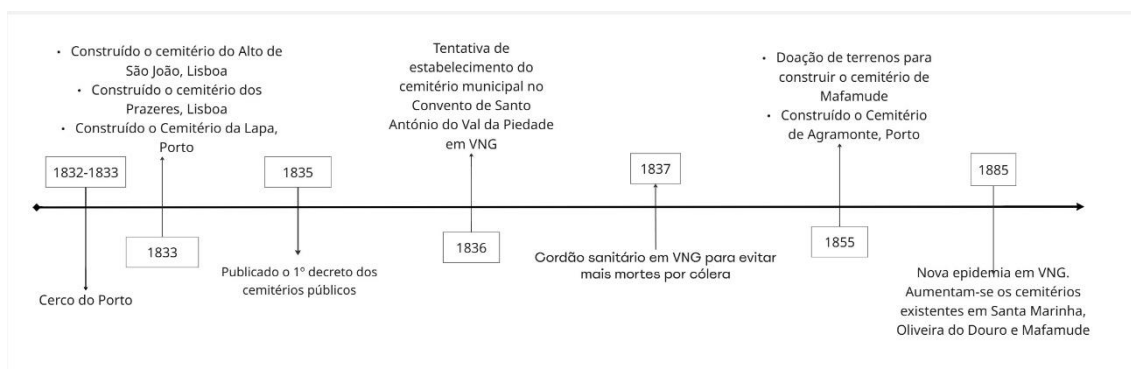 • Construído o cemitério do Alto de
São João, Lisboa
• Construído o cemitério dos
Prazeres, Lisboa
• Construído o Cemitério da Lapa,
Porto
1832-1833
Cerco do Porto
1833
1835
Publicado o 1º decreto dos
cemitérios públicos
Tentativa de
estabelecimento do
cemitério municipal no
Convento de Santo
António do Val da Piedade
em VNG
1836
1837
Cordão sanitário em VNG para evitar
mais mortes por cólera
• Doação de terrenos para
construir o cemitério de
Mafamude
• Construído o Cemitério
de Agramonte, Porto
1855
1885
Nova epidemia em VNG.
Aumentam-se os cemitérios
existentes em Santa Marinha,
Oliveira do Douro e Mafamude